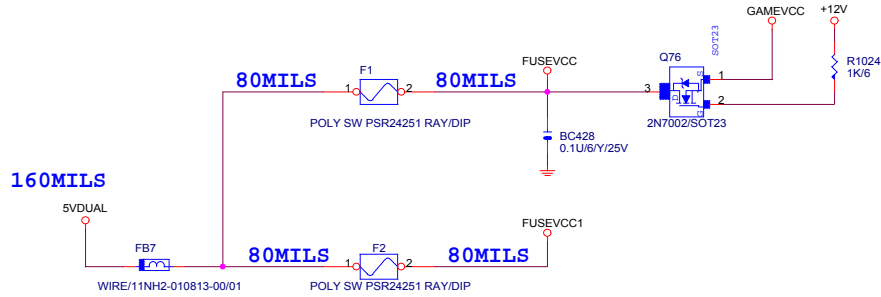 GAMEVCC
+12V
SOT23
Q76
FUSEVCC
F1
R1024
1K/6
80MILS
80MILS
1
2
3
1
2
S
D
G
POLY SW PSR24251 RAY/DIP
2N7002/SOT23
BC428
0.1U/6/Y/25V
160MILS
5VDUAL
FUSEVCC1
FB7
80MILS
F2
80MILS
1
2
WIRE/11NH2-010813-00/01
POLY SW PSR24251 RAY/DIP